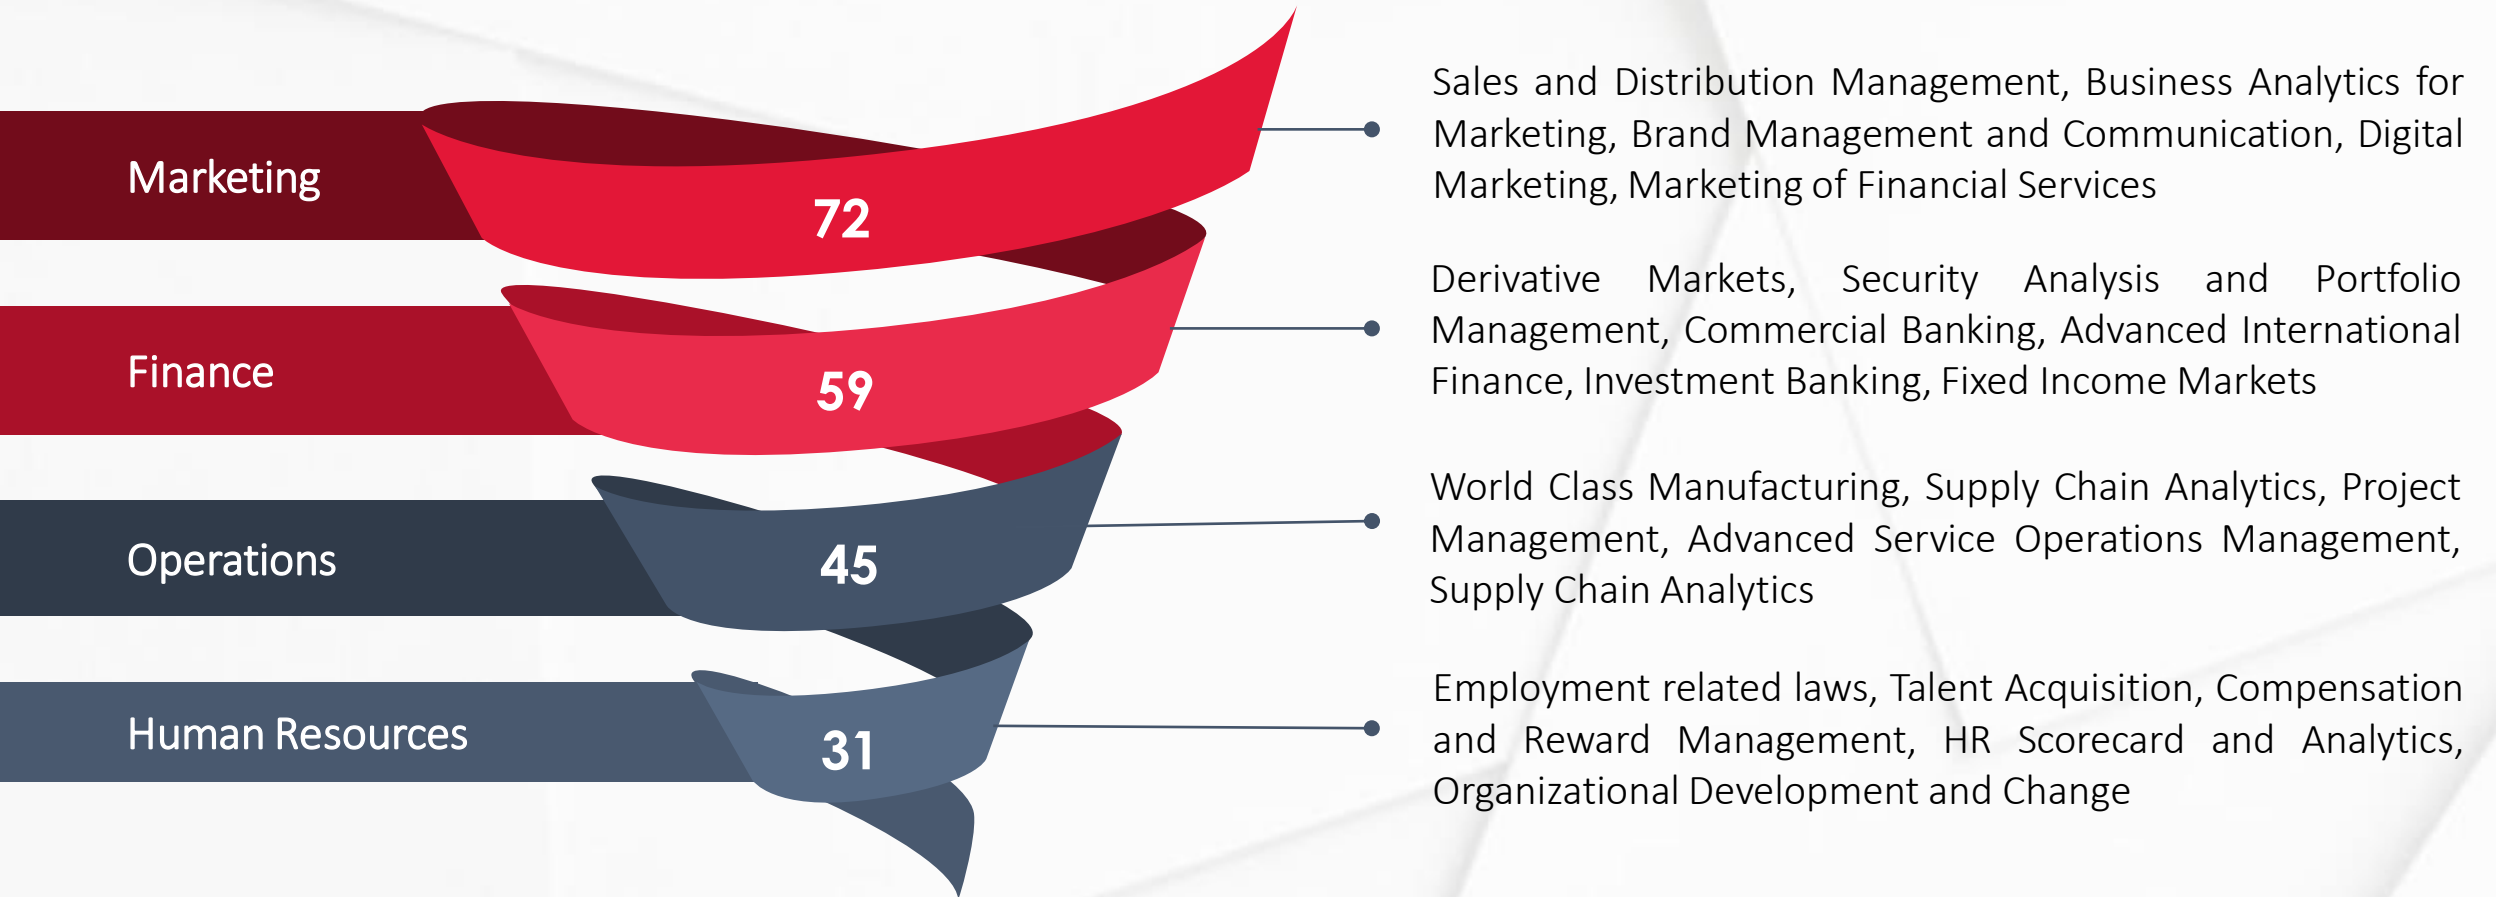 Marketing
72
Sales and Distribution Management, Business Analytics for
Marketing, Brand Management and Communication, Digital
Marketing, Marketing of Financial Services
Finance
59
Derivative Markets, Security Analysis and Portfolio
Management, Commercial Banking, Advanced International
Finance, Investment Banking, Fixed Income Markets
Operations
45
World Class Manufacturing, Supply Chain Analytics, Project
Management, Advanced Service Operations Management,
Supply Chain Analytics
Human Resources
31
Employment related laws, Talent Acquisition, Compensation
and Reward Management, HR Scorecard and Analytics,
Organizational Development and Change